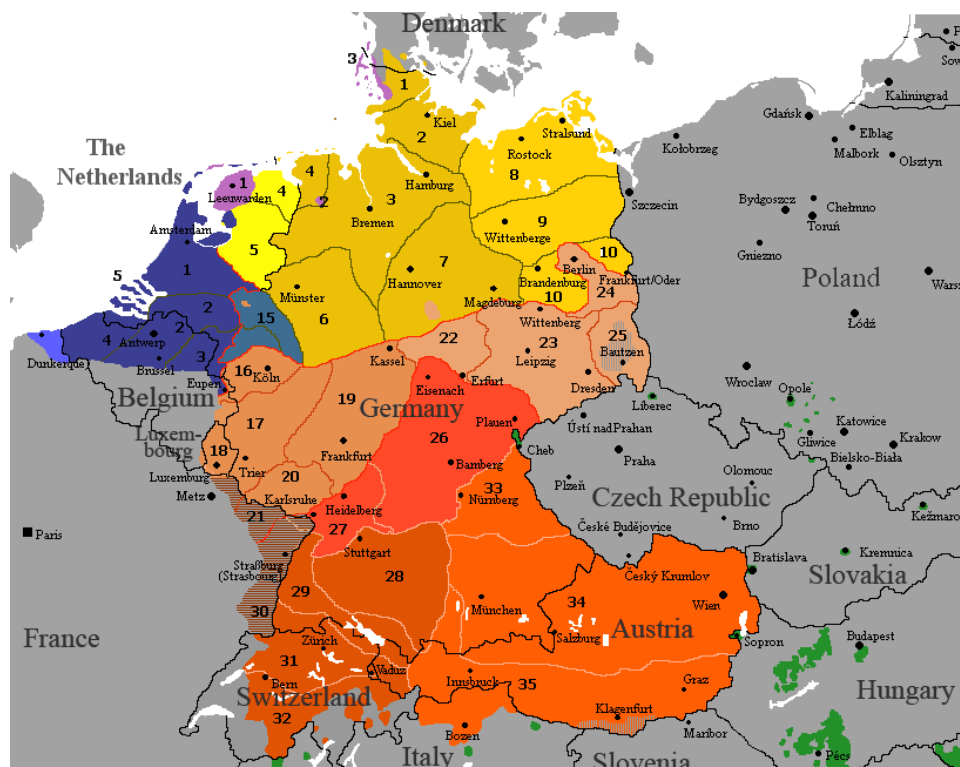 Denmark
3
1
Kiel
2
Stralsund
Rostock
8
Hamburg
Kołobrzeg
Gdańsk
Kaliningrad
Elbląg
Malbork
Olsztyn
The
Netherlands
1
Leeuwarden
4
4
2
3
Bremen
Szczecin
Bydgoszcz
Chełmno
Toruń
Amsterdam
5
9
Wittenberge
Gniezno
Poland
5
1
7
Hannover
Münster
10
Berlin
Brandenburg
Frankfurt/Oder
10
24
Magdeburg
2
15
6
Wittenberg
Łódź
4
2
Antwerp
22
23
25
Bautzen
Leipzig
Dunkerque
Brussel
3
Kassel
16
Köln
Eupen
Belgium
Eisenach
Erfurt
Dresden
Wrocław
Opole
Liberec
19
Germany
17
26
Plauen
Ústí nad
Prahan
Katowice
Gliwice
Krakow
Bielsko-Biała
Luxem-
bourg
18
Luxemburg
Trier
Frankfurt
Bamberg
Cheb
Praha
Olomouc
Plzeň
Czech Republic
Metz
20
Karlsruhe
Heidelberg
33
Nürnberg
Kežmarok
21
27
České Budějovice
Brno
Paris
Stuttgart
Kremnica
Straßburg
(Strasbourg)
28
Český Krumlov
Bratislava
Slovakia
29
30
München
34
Wien
Salzburg
Austria
Sopron
Budapest
France
Zürich
31
Bern
Vaduz
Innsbruck
Graz
35
Switzerland
Hungary
32
Klagenfurt
Bozen
Maribor
Italy
Slovenia
Pécs